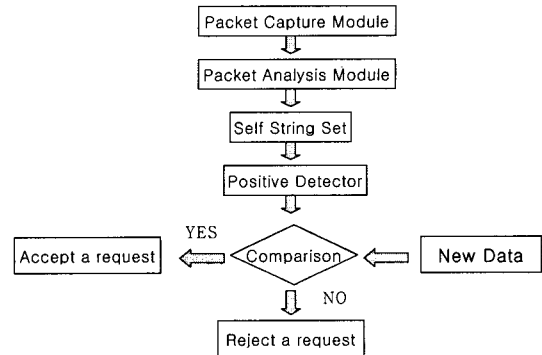 Packet Capture Module
Packet Analysis Module
Self String Set
Positive Detector
YES
Accept a request
Comparison
New Data
NO
Reject a request